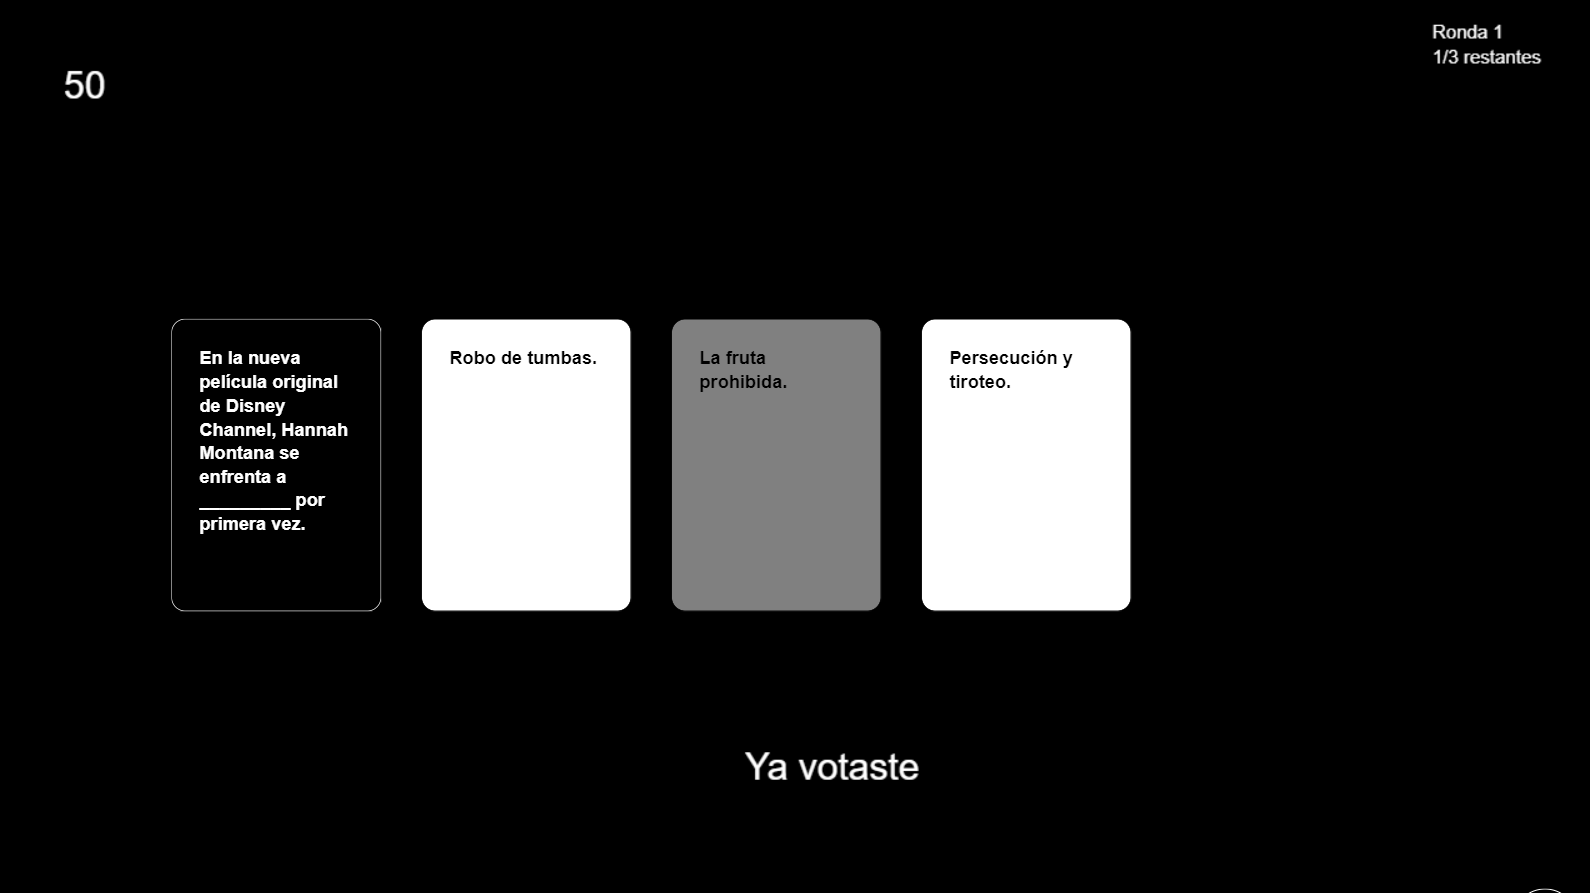 Ronda 1
1/3 restantes
50
En la nueva
película original
de Disney
Channel, Hannah
Montana se
enfrenta a
_________ por
primera vez.
Robo de tumbas.
La fruta
prohibida.
Persecución y
tiroteo.
Ya votaste